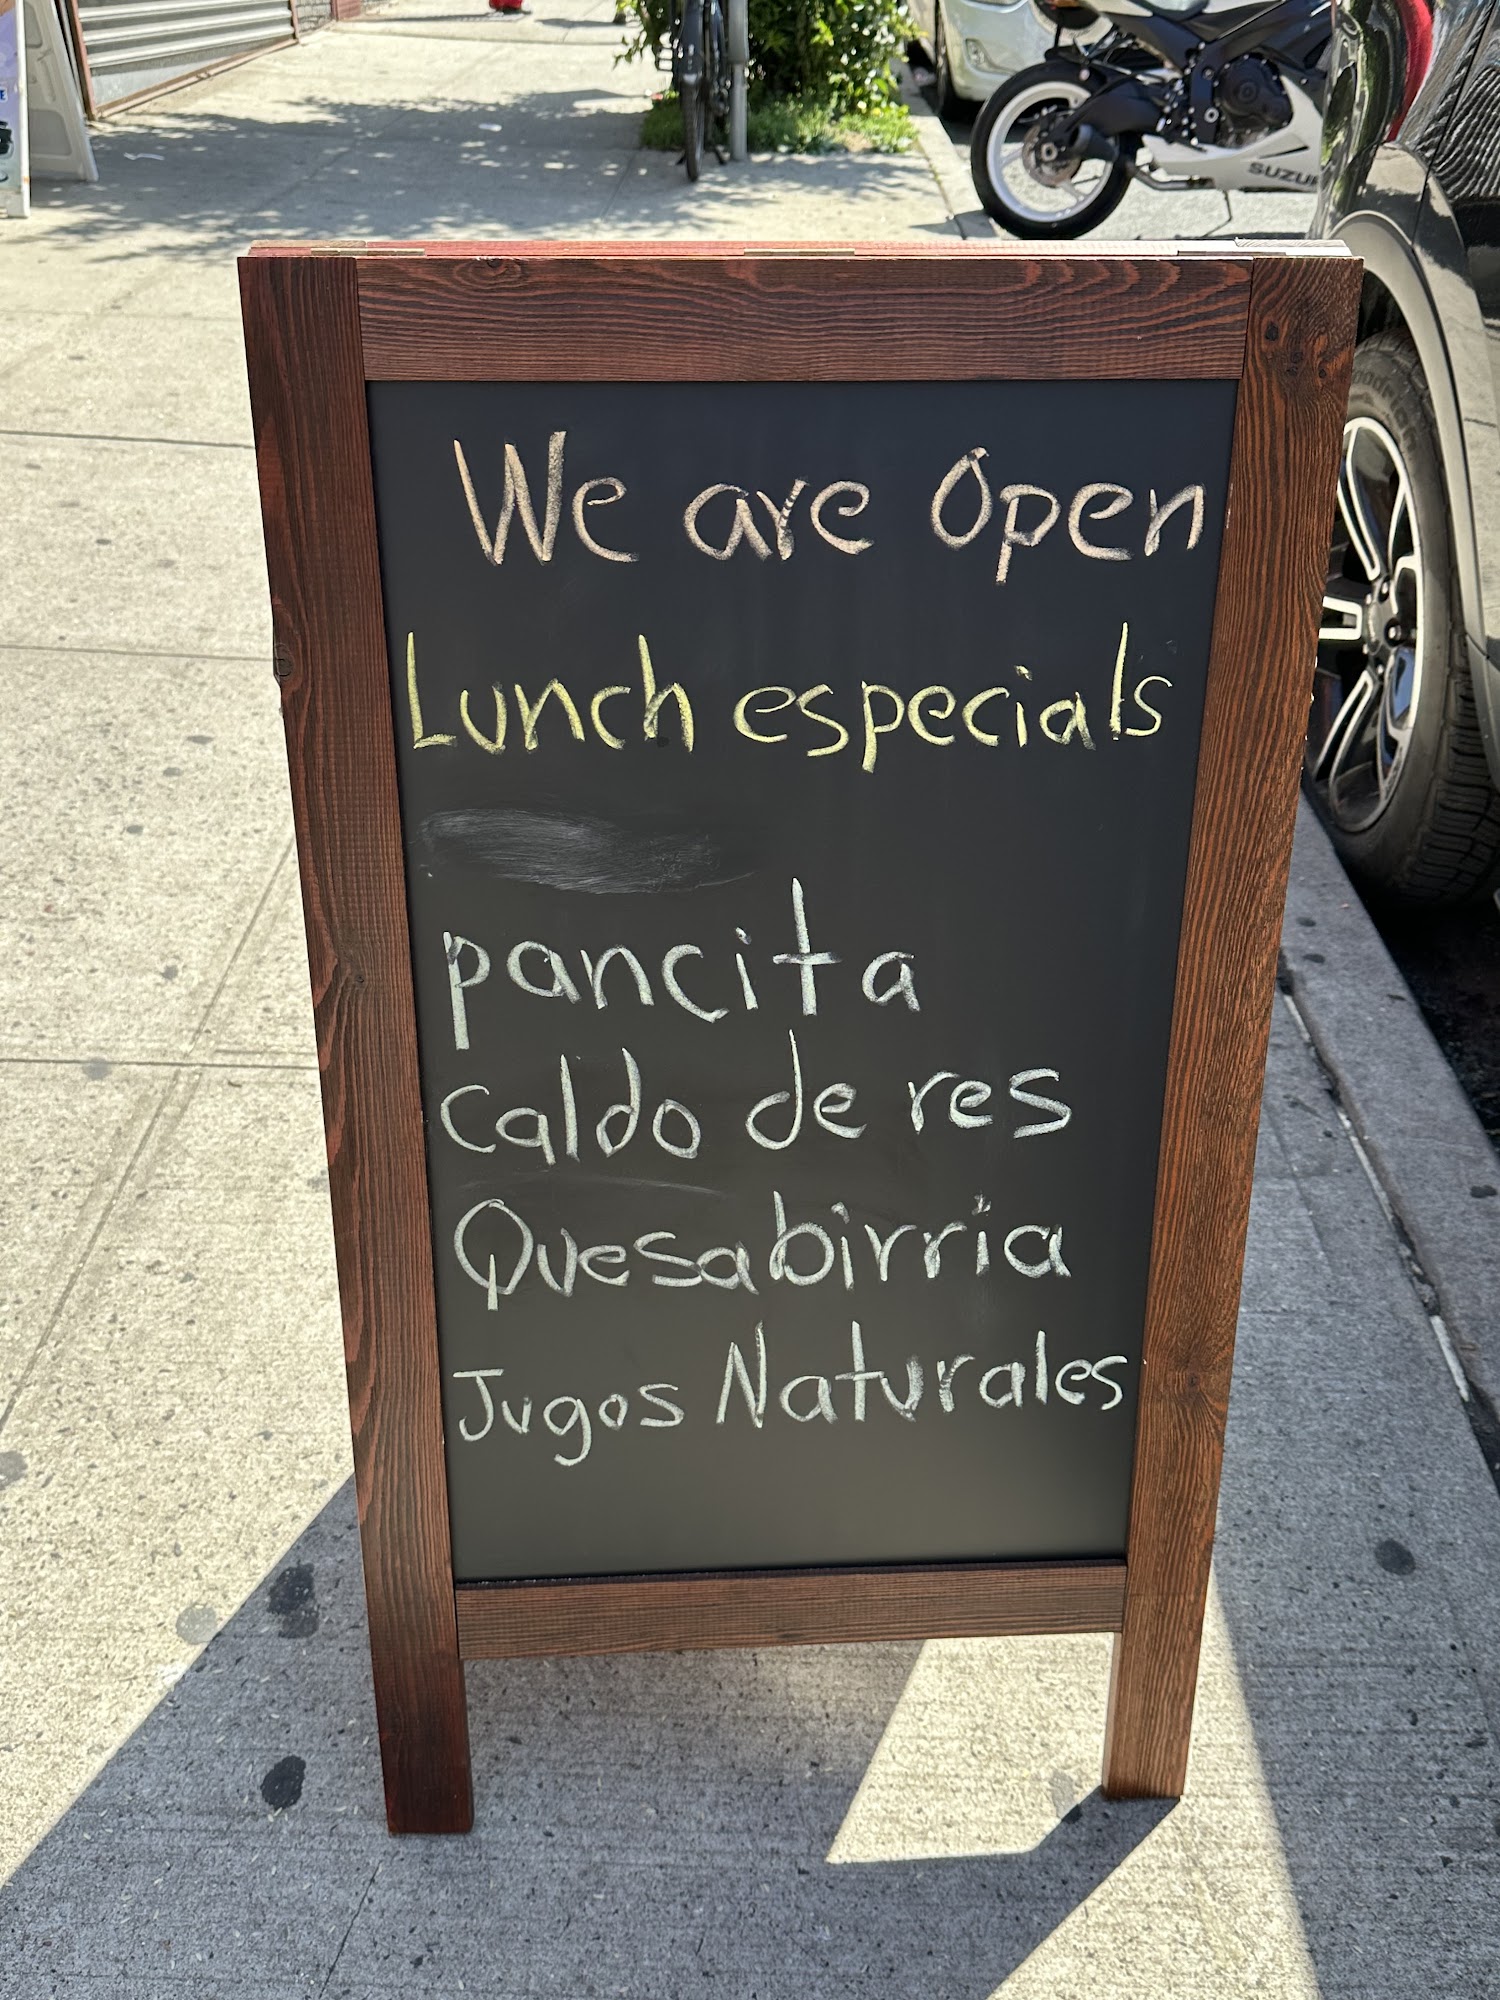 We are Open
Lunch especials
pancita
caldo de res
Quesabirria
Jugos Naturales